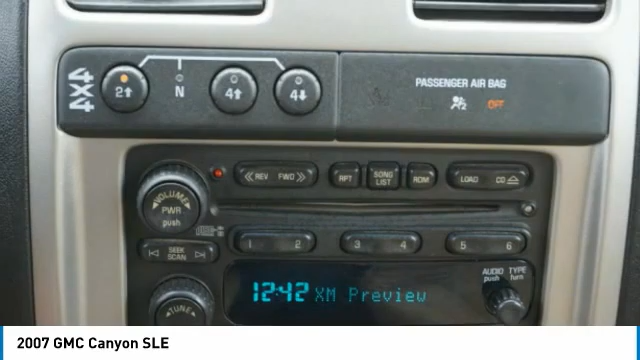 4X4
2↑ N 4↑ 4↓
PASSENGER AIR BAG
2 OFF
REV FWD
RPT SONG LIST RDM
LOAD CD
VOLUME
PWR
push
SEEK
SCAN
1 2 3 4 5 6
AUDIO TYPE
push turn
12:42 XM Preview
TUNE
2007 GMC Canyon SLE